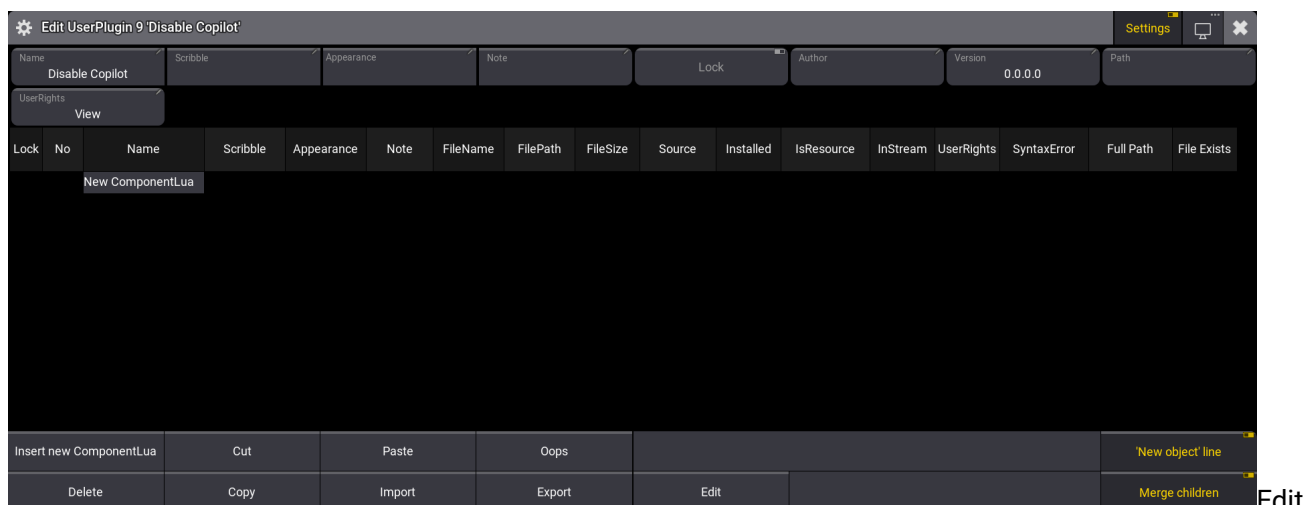 Edit UserPlugin 9 'Disable Copilot'
Settings
Name
Disable Copilot
Scribble
Appearance
Note
Lock
Author
Version
0.0.0.0
Path
UserRights
View
Lock No Name Scribble Appearance Note FileName FilePath FileSize Source Installed IsResource InStream UserRights SyntaxError Full Path File Exists
New ComponentLua
Insert new ComponentLua Cut Paste Oops 'New object' line
Delete Copy Import Export Edit Merge children
Edit